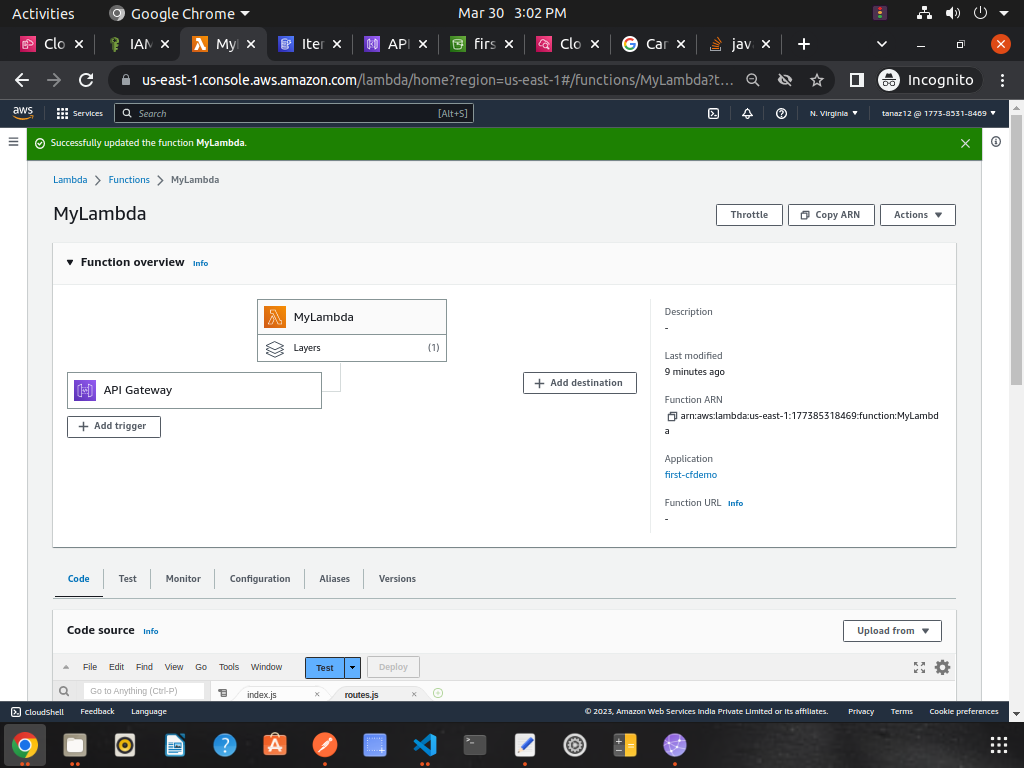 Activities
Google Chrome
Mar 30 3:02 PM
Clo
IAM
My
Iter
API
firs
Clo
Car
java
us-east-1.console.aws.amazon.com/lambda/home?region=us-east-1#/functions/MyLambda?t...
Incognito
aws
Services
Search
[Alt+S]
N. Virginia
tanaz12 @ 1773-8531-8469
Successfully updated the function MyLambda.
Lambda
Functions
MyLambda
MyLambda
Throttle
Copy ARN
Actions
Function overview
Info
MyLambda
Layers
(1)
API Gateway
Add trigger
Add destination
Description
-
Last modified
9 minutes ago
Function ARN
arn:aws:lambda:us-east-1:177385318469:function:MyLambd
a
Application
first-cfdemo
Function URL Info
-
Code
Test
Monitor
Configuration
Aliases
Versions
Code source
Info
Upload from
File
Edit
Find
View
Go
Tools
Window
Test
Deploy
Go to Anything (Ctrl-P)
index.js
routes.js
CloudShell
Feedback
Language
© 2023, Amazon Web Services India Private Limited or its affiliates.
Privacy
Terms
Cookie preferences